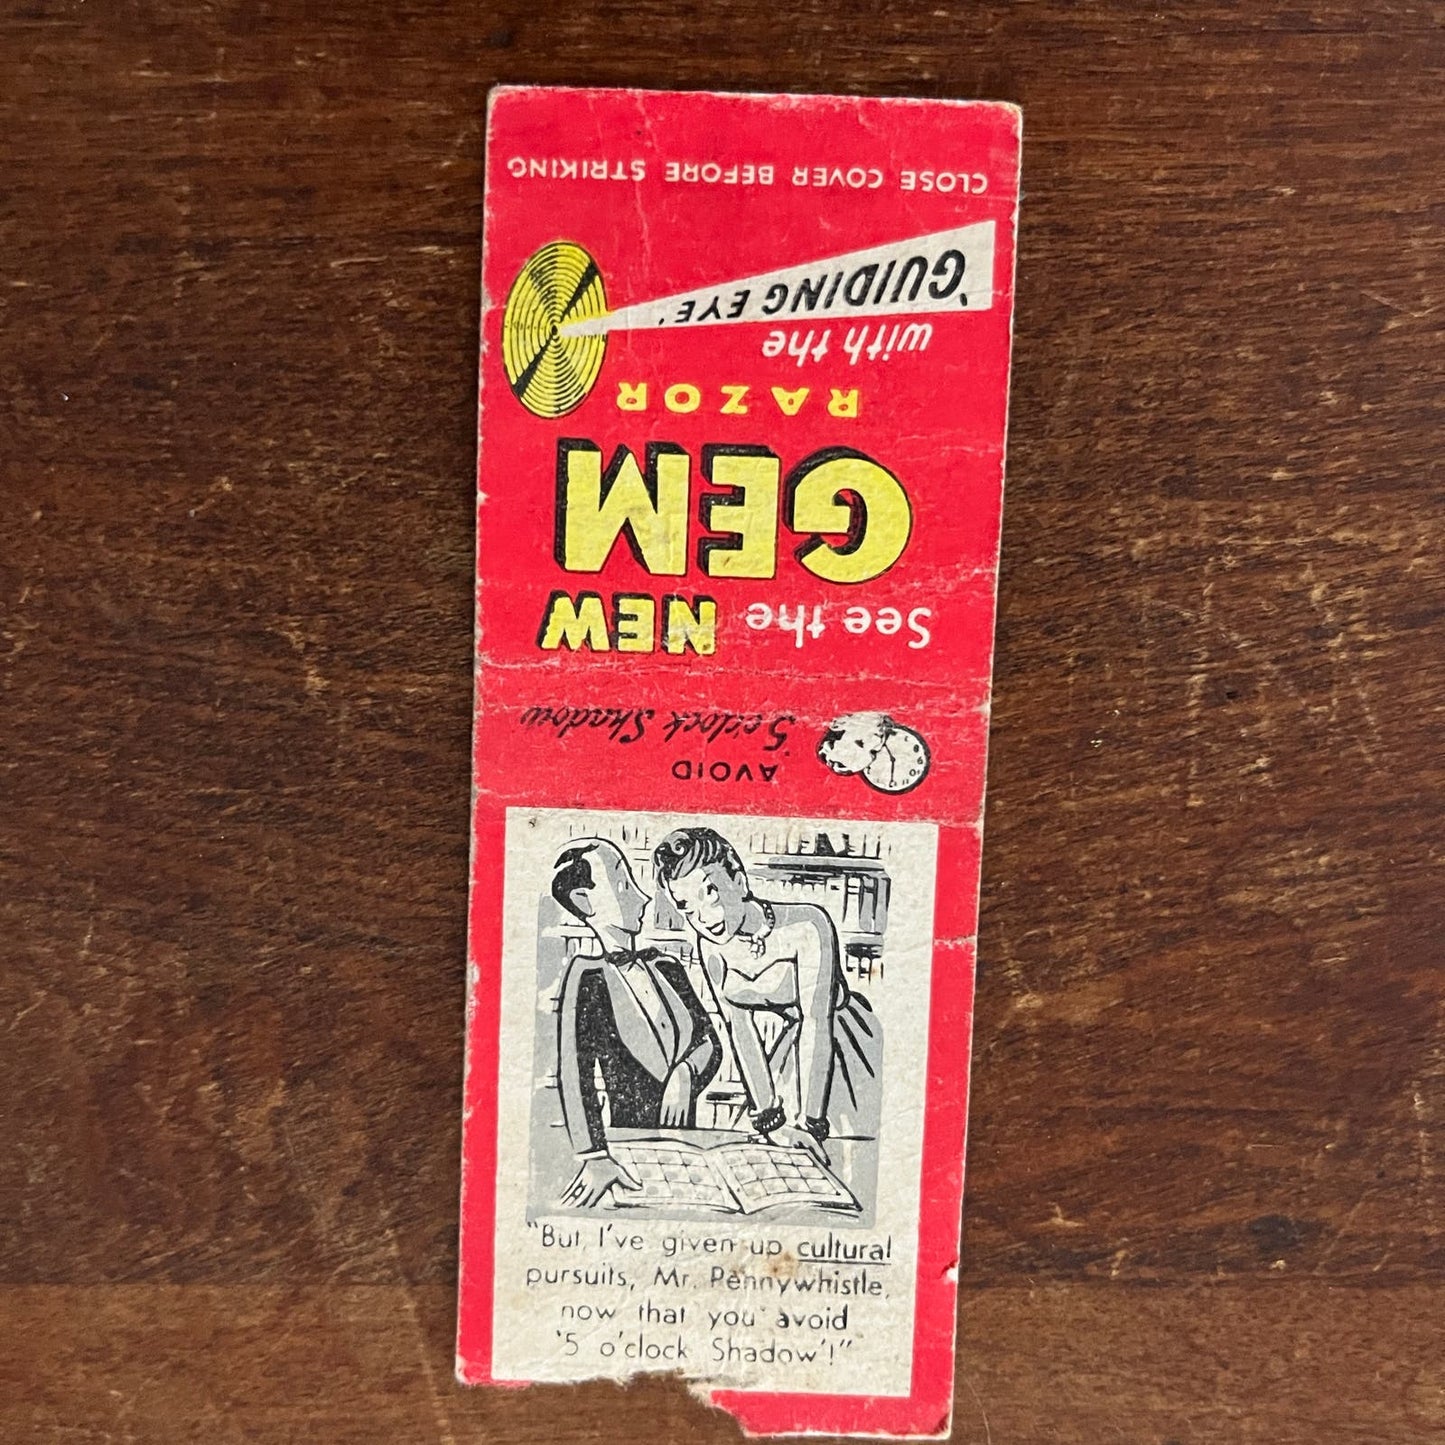 CLOSE COVER BEFORE STRIKING
See the NEW
GEM
RAZOR
with the
'GUIDING EYE'
AVOID
'5 o'clock Shadow
"But, I've given up cultural
pursuits, Mr. Pennywhistle,
now that you avoid
'5 o'clock Shadow'!"